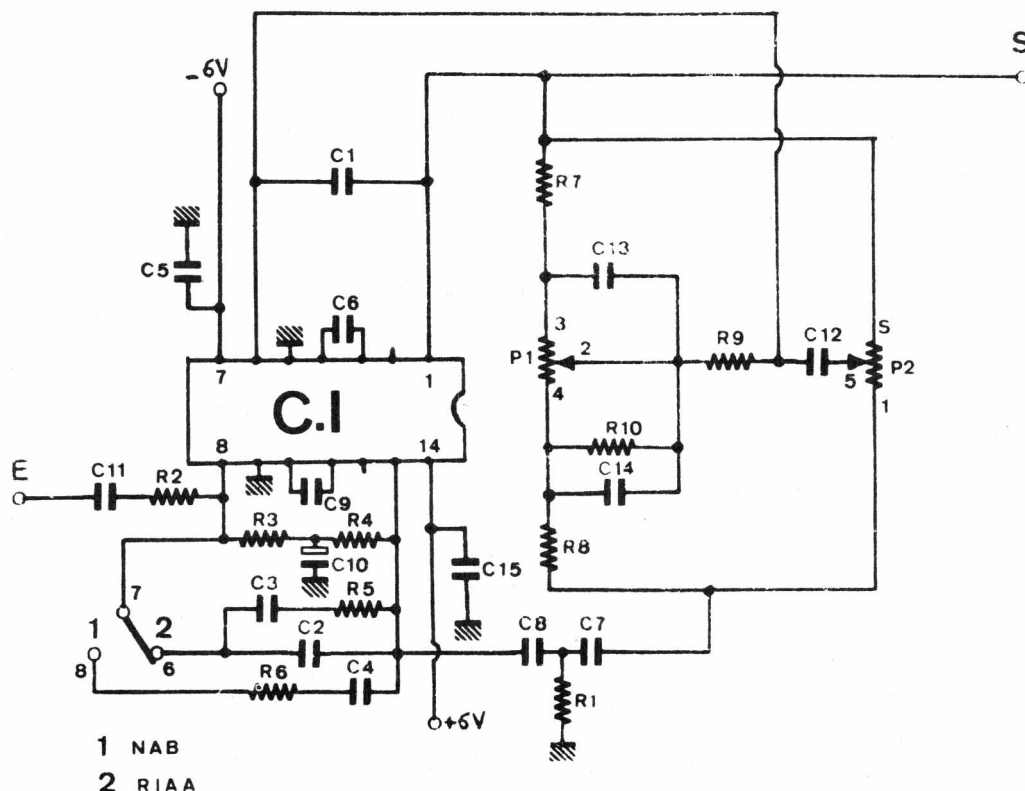 S
-6V
C1
R7
C5
C13
C6
3
S
P1
2
R9
C12
5
P2
7
1
4
1
C.I
R10
8
14
C14
E
C11
R2
C9
R3
R4
R8
C10
C15
7
C3
R5
1
2
C8
C7
8
6
C2
R6
C4
R1
+6V
1 NAB
2 RIAA